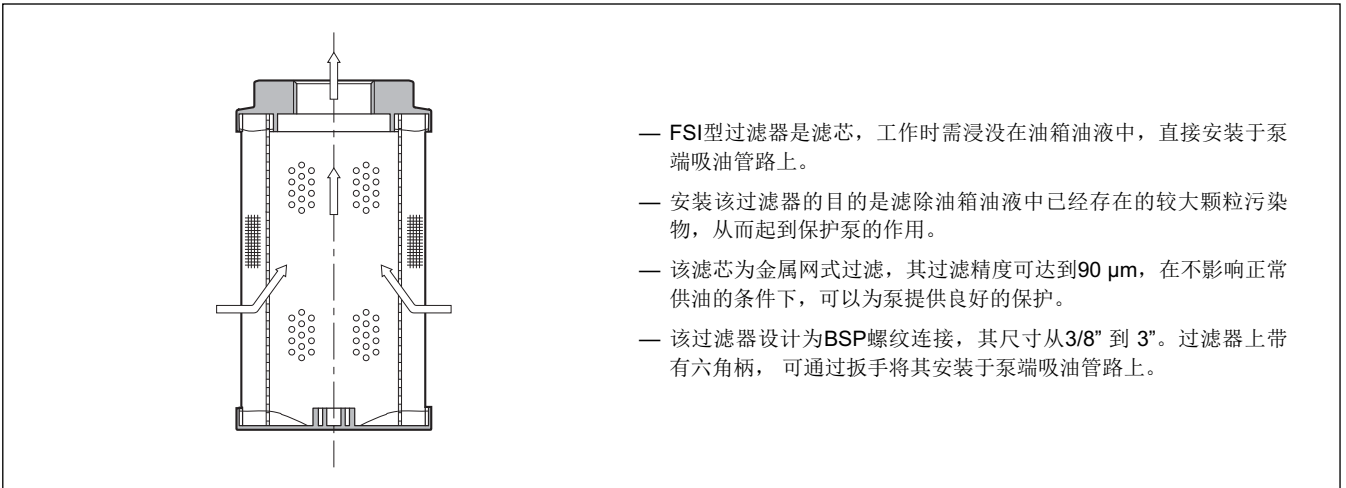 — FSI型过滤器是滤芯，工作时需浸没在油箱油液中，直接安装于泵
端吸油管路上。
— 安装该过滤器的目的是滤除油箱油液中已经存在的较大颗粒污染
物，从而起到保护泵的作用。
— 该滤芯为金属网式过滤，其过滤精度可达到90 μm，在不影响正常
供油的条件下，可以为泵提供良好的保护。
— 该过滤器设计为BSP螺纹连接，其尺寸从3/8” 到 3”。过滤器上带
有六角柄， 可通过扳手将其安装于泵端吸油管路上。